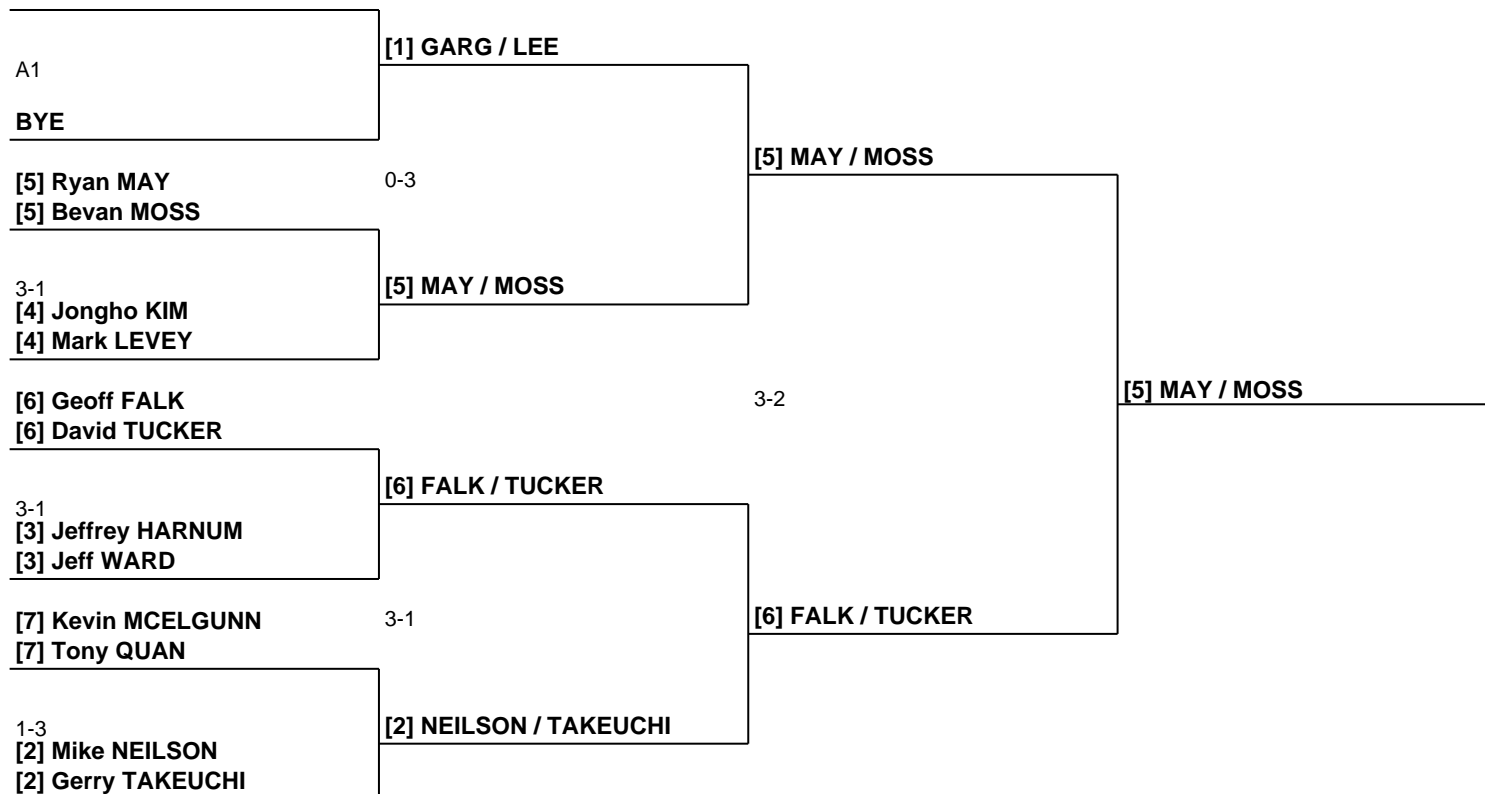 [1] GARG / LEE
A1
BYE
[5] MAY / MOSS
[5] Ryan MAY
0-3
[5] Bevan MOSS
3-1
[5] MAY / MOSS
[4] Jongho KIM
[4] Mark LEVEY
[6] Geoff FALK
3-2
[5] MAY / MOSS
[6] David TUCKER
[6] FALK / TUCKER
3-1
[3] Jeffrey HARNUM
[3] Jeff WARD
[7] Kevin MCELGUNN
3-1
[6] FALK / TUCKER
[7] Tony QUAN
1-3
[2] NEILSON / TAKEUCHI
[2] Mike NEILSON
[2] Gerry TAKEUCHI